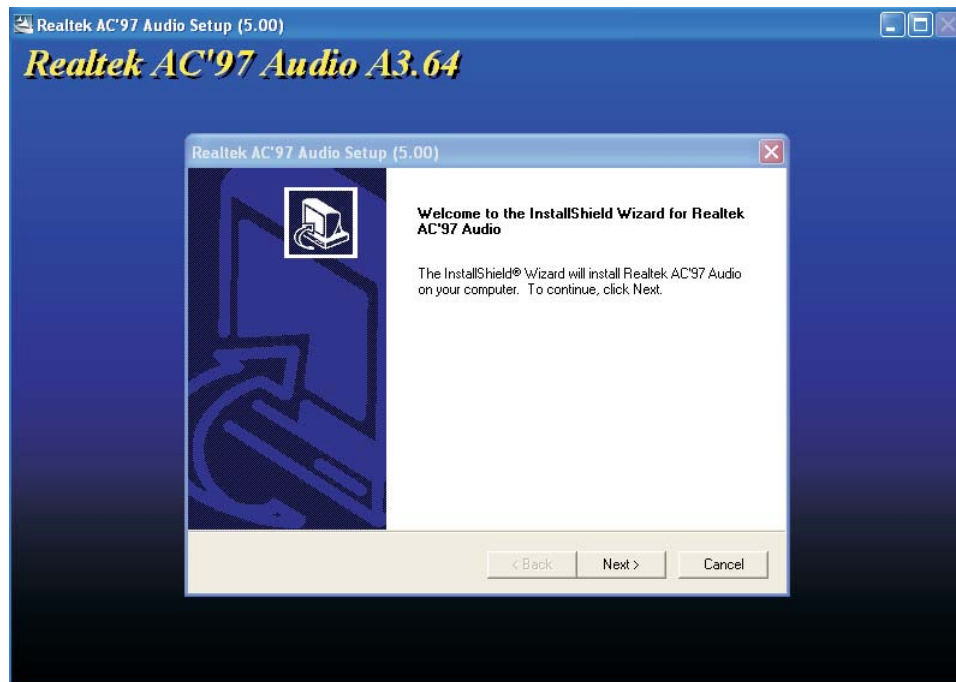 Realtek AC'97 Audio Setup (5.00)
Realtek AC'97 Audio A3.64
Realtek AC'97 Audio Setup (5.00)
Welcome to the InstallShield Wizard for Realtek
AC'97 Audio
The InstallShield® Wizard will install Realtek AC'97 Audio
on your computer. To continue, click Next.
< Back
Next >
Cancel